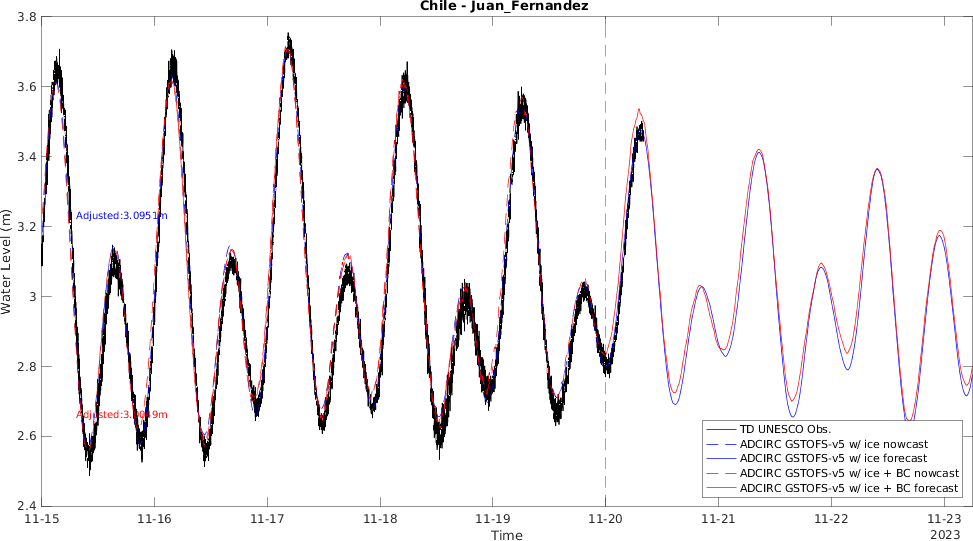 Chile - Juan_Fernandez
Water Level (m)
3.8
3.6
3.4
3.2
3
2.8
2.6
2.4
Adjusted:3.0951m
TD UNESCO Obs.
ADCIRC GSTOFS-v5 w/ ice nowcast
ADCIRC GSTOFS-v5 w/ ice forecast
ADCIRC GSTOFS-v5 w/ ice + BC nowcast
ADCIRC GSTOFS-v5 w/ ice + BC forecast
11-15
11-16
11-17
11-18
11-19
11-20
11-21
11-22
11-23
Time
2023